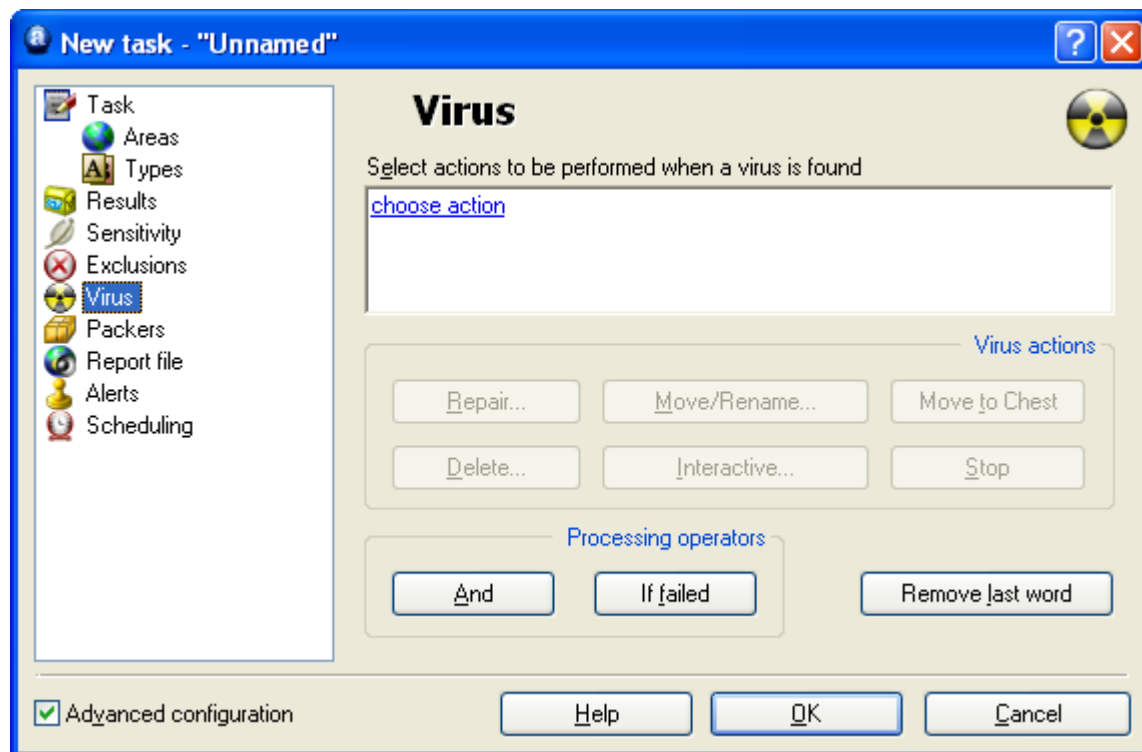 New task - "Unnamed"
Task
Areas
Types
Results
Sensitivity
Exclusions
Virus
Packers
Report file
Alerts
Scheduling
Virus
Select actions to be performed when a virus is found
choose action
Virus actions
Repair... Move/Rename... Move to Chest
Delete... Interactive... Stop
Processing operators
And If failed Remove last word
Advanced configuration Help OK Cancel